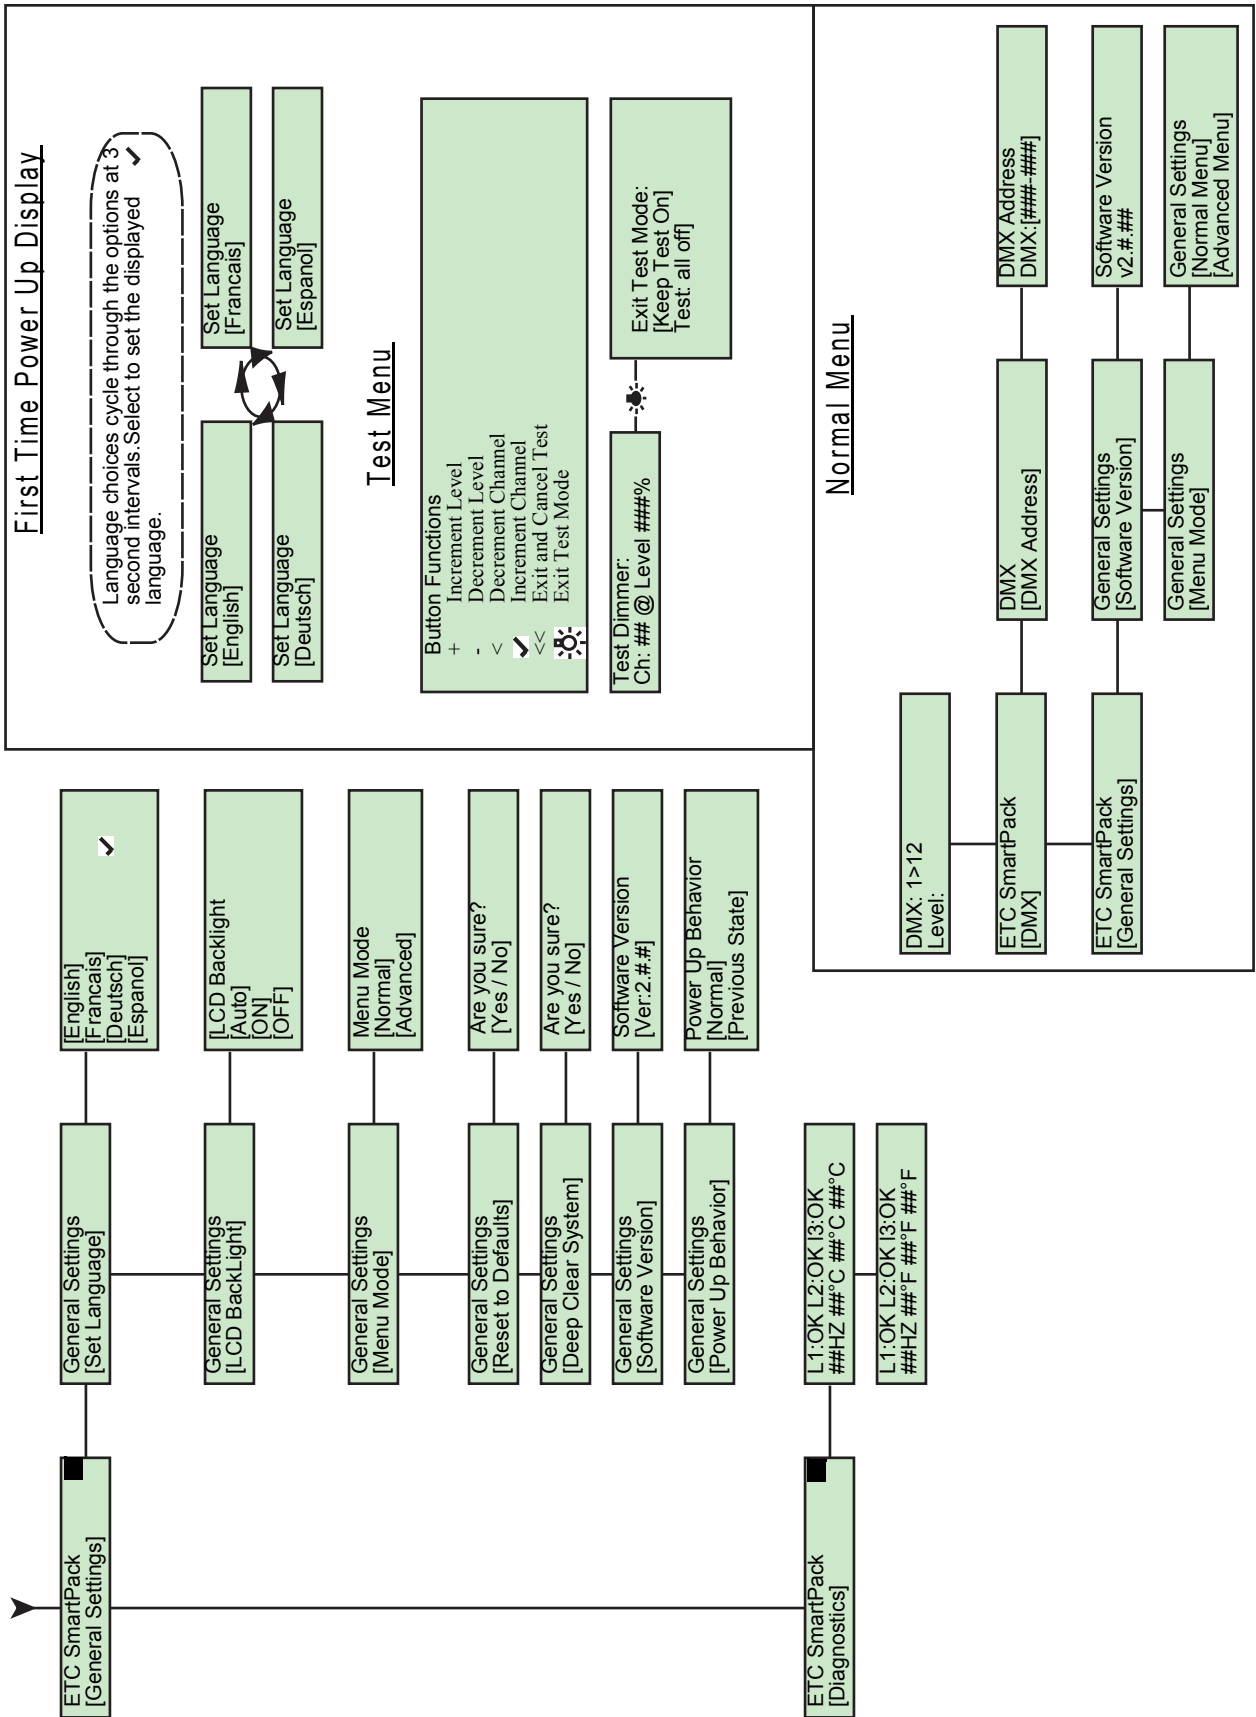 ETC SmartPack
[General Settings]
General Settings
[Set Language]
[English]
[Francais]
[Deutsch]
[Espanol]
General Settings
[LCD BackLight]
[LCD Backlight
[Auto]
[ON]
[OFF]
General Settings
[Menu Mode]
Menu Mode
[Normal]
[Advanced]
General Settings
[Reset to Defaults]
Are you sure?
[Yes / No]
General Settings
[Deep Clear System]
Are you sure?
[Yes / No]
General Settings
[Software Version]
Software Version
[Ver:2.#.#]
General Settings
[Power Up Behavior]
Power Up Behavior
[Normal]
[Previous State]
ETC SmartPack
[Diagnostics]
L1:OK L2:OK l3:OK
##HZ ##°C ##°C ##°C
L1:OK L2:OK l3:OK
##HZ ##°F ##°F ##°F
First Time Power Up Display
Language choices cycle through the options at 3
second intervals.Select to set the displayed
language.
Set Language
[English]
Set Language
[Francais]
Set Language
[Deutsch]
Set Language
[Espanol]
Test Menu
Button Functions
+ Increment Level
- Decrement Level
< Decrement Channel
Increment Channel
<< Exit and Cancel Test
Exit Test Mode
Test Dimmer:
Ch: ## @ Level ###%
Exit Test Mode:
[Keep Test On]
Test: all off]
Normal Menu
DMX: 1>12
Level:
ETC SmartPack
[DMX]
DMX
[DMX Address]
DMX Address
DMX:[###-###]
ETC SmartPack
[General Settings]
General Settings
[Software Version]
Software Version
v2.#.##
General Settings
[Menu Mode]
General Settings
[Normal Menu]
[Advanced Menu]